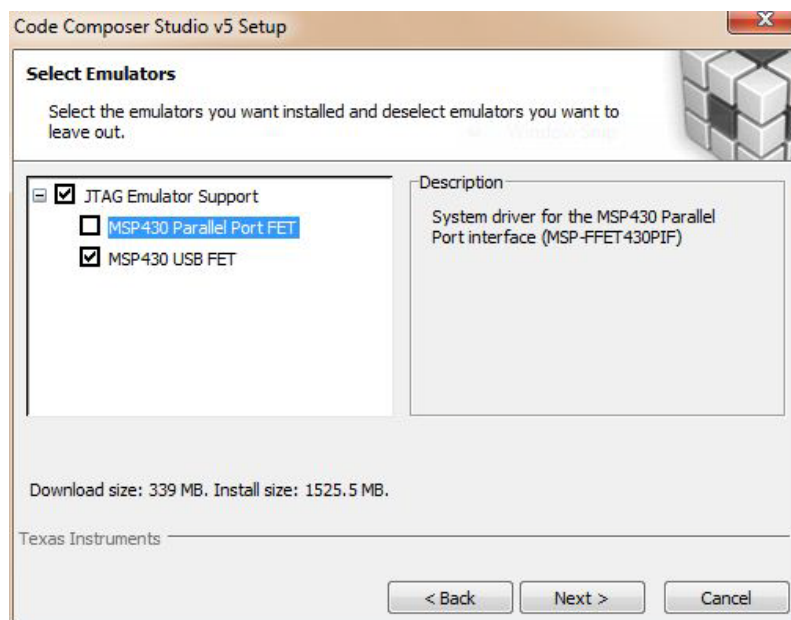 Code Composer Studio v5 Setup
Select Emulators
Select the emulators you want installed and deselect emulators you want to
leave out.
JTAG Emulator Support
MSP430 Parallel Port FET
MSP430 USB FET
Description
System driver for the MSP430 Parallel
Port interface (MSP-FFET430PIF)
Download size: 339 MB. Install size: 1525.5 MB.
Texas Instruments
< Back
Next >
Cancel